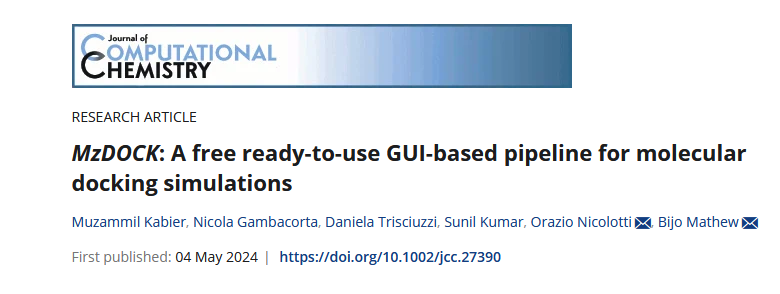 Journal of
COMPUTATIONAL
CHEMISTRY
RESEARCH ARTICLE
MzDOCK: A free ready-to-use GUI-based pipeline for molecular
docking simulations
Muzammil Kabier, Nicola Gambacorta, Daniela Trisciuzzi, Sunil Kumar, Orazio Nicolotti, Bijo Mathew
First published: 04 May 2024 | https://doi.org/10.1002/jcc.27390